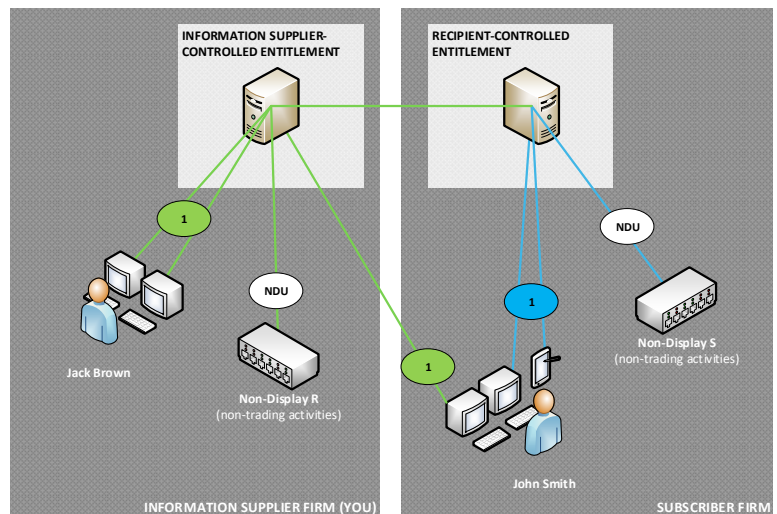 INFORMATION SUPPLIER-
CONTROLLED ENTITLEMENT
RECIPIENT-CONTROLLED
ENTITLEMENT
1
NDU
NDU
1
1
Jack Brown
Non-Display R
(non-trading activities)
Non-Display S
(non-trading activities)
John Smith
INFORMATION SUPPLIER FIRM (YOU)
SUBSCRIBER FIRM